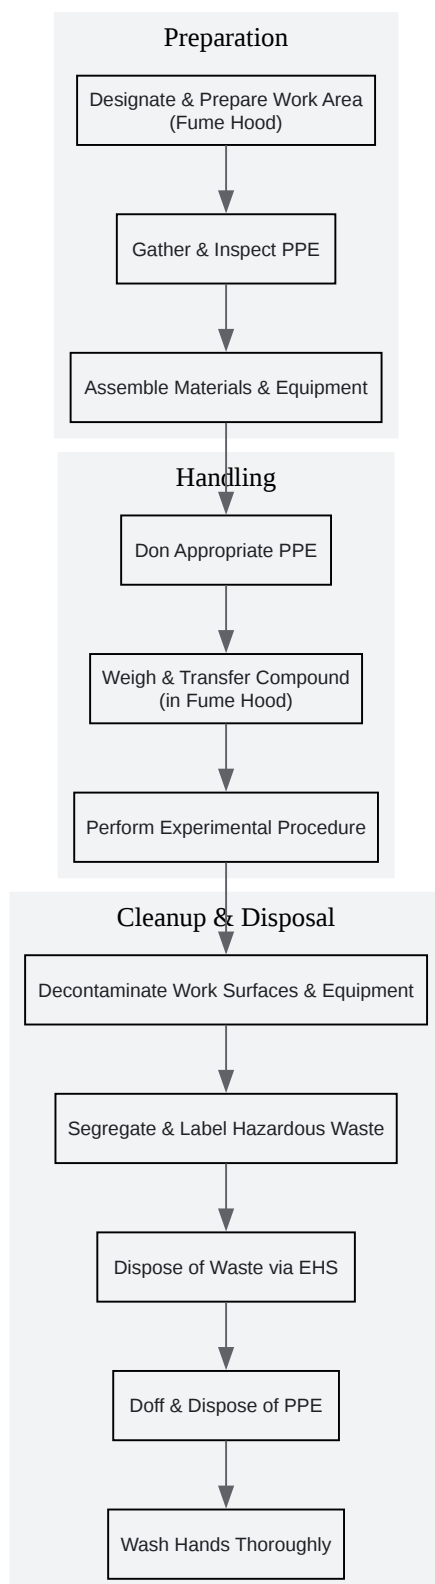 Preparation
Designate & Prepare Work Area
(Fume Hood)
Gather & Inspect PPE
Assemble Materials & Equipment
Handling
Don Appropriate PPE
Weigh & Transfer Compound
(in Fume Hood)
Perform Experimental Procedure
Cleanup & Disposal
Decontaminate Work Surfaces & Equipment
Segregate & Label Hazardous Waste
Dispose of Waste via EHS
Doff & Dispose of PPE
Wash Hands Thoroughly